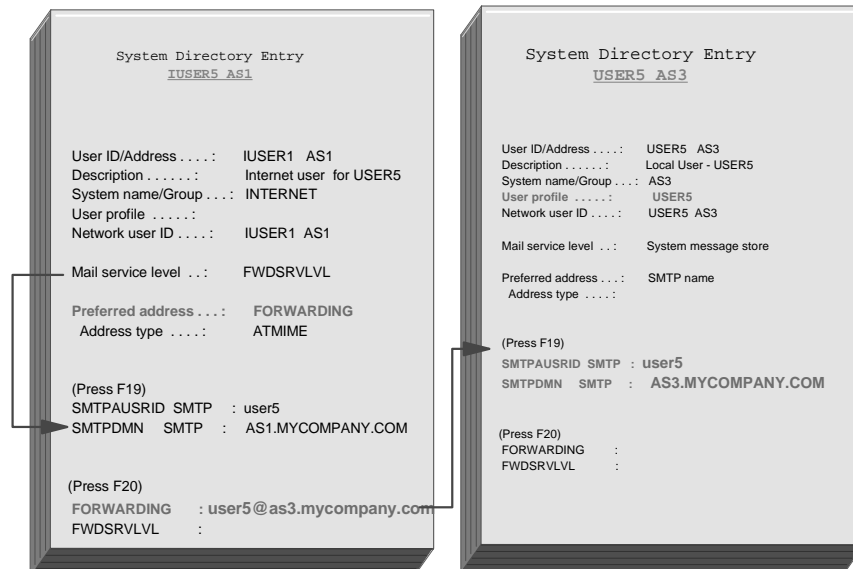 System Directory Entry
IUSER5 AS1
User ID/Address . . . . : IUSER1 AS1
Description . . . . . . : Internet user for USER5
System name/Group . . . : INTERNET
User profile . . . . . :
Network user ID . . . . : IUSER1 AS1
Mail service level . . : FWDSRVLVL
Preferred address . . . : FORWARDING
Address type . . . . : ATMIME
(Press F19)
SMTPAUSRID SMTP : user5
SMTPDMN SMTP : AS1.MYCOMPANY.COM
(Press F20)
FORWARDING : user5@as3.mycompany.com
FWDSRVLVL :
System Directory Entry
USER5 AS3
User ID/Address . . . . : USER5 AS3
Description . . . . . . : Local User - USER5
System name/Group . . . : AS3
User profile . . . . . : USER5
Network user ID . . . . : USER5 AS3
Mail service level . . : System message store
Preferred address . . . : SMTP name
Address type . . . . :
(Press F19)
SMTPAUSRID SMTP : user5
SMTPDMN SMTP : AS3.MYCOMPANY.COM
(Press F20)
FORWARDING :
FWDSRVLVL :